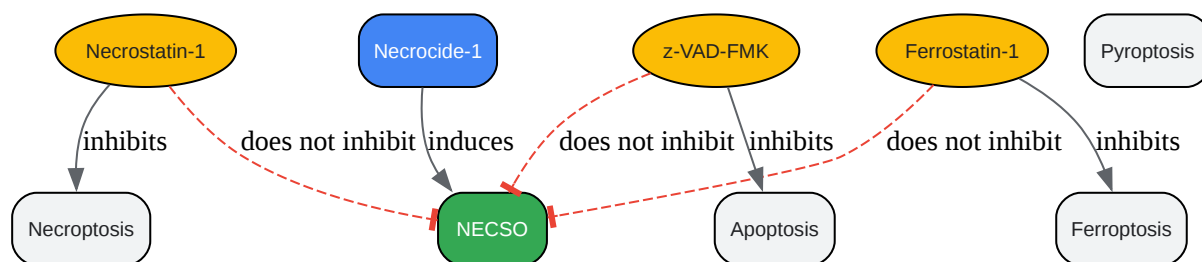 Necrostatin-1
Necrocide-1
z-VAD-FMK
Ferrostatin-1
Pyroptosis
inhibits
does not inhibit
induces
does not inhibit
inhibits
does not inhibit
inhibits
Necroptosis
NECSO
Apoptosis
Ferroptosis